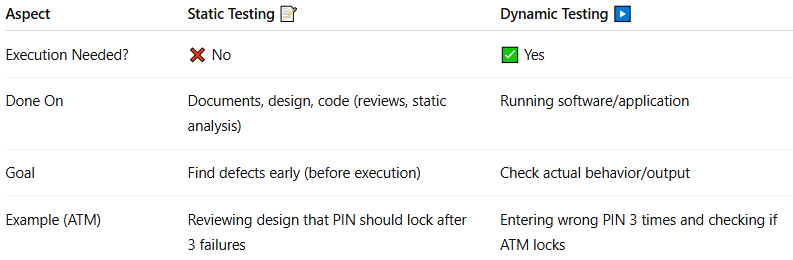 Aspect Static Testing 📝 Dynamic Testing ▶️
Execution Needed? ❌ No ✅ Yes
Done On Documents, design, code (reviews, static analysis) Running software/application
Goal Find defects early (before execution) Check actual behavior/output
Example (ATM) Reviewing design that PIN should lock after 3 failures Entering wrong PIN 3 times and checking if ATM locks